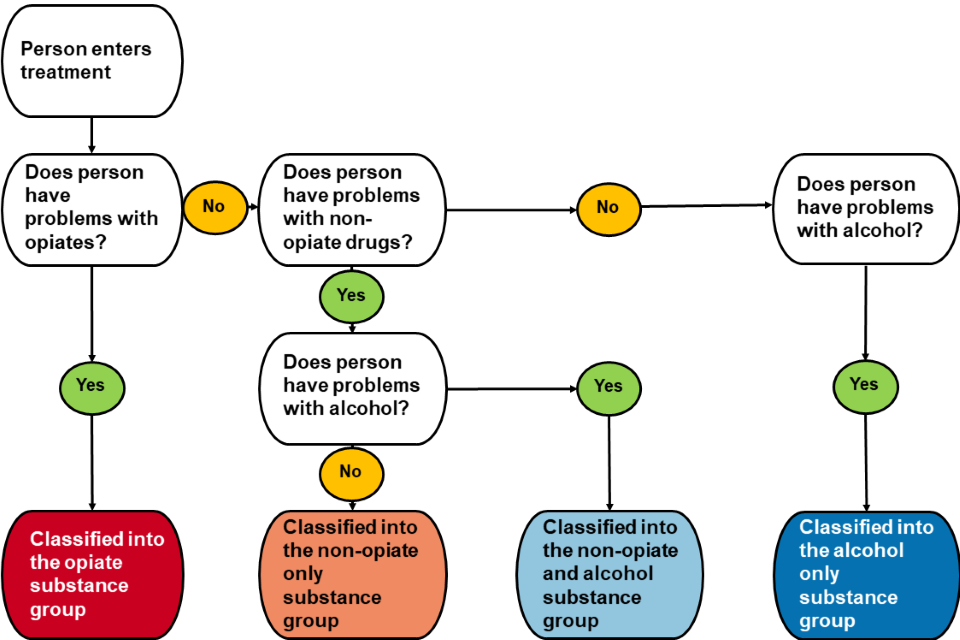 Person enters
treatment
Does person
have
problems with
opiates?
No
Does person
have problems
with non-
opiate drugs?
No
Does person
have problems
with alcohol?
Yes
Does person
have problems
with alcohol?
Yes
Yes
Yes
No
Classified into
the opiate
substance
group
Classified into
the non-opiate
only
substance
group
Classified into
the non-opiate
and alcohol
substance
group
Classified into
the alcohol
only
substance
group